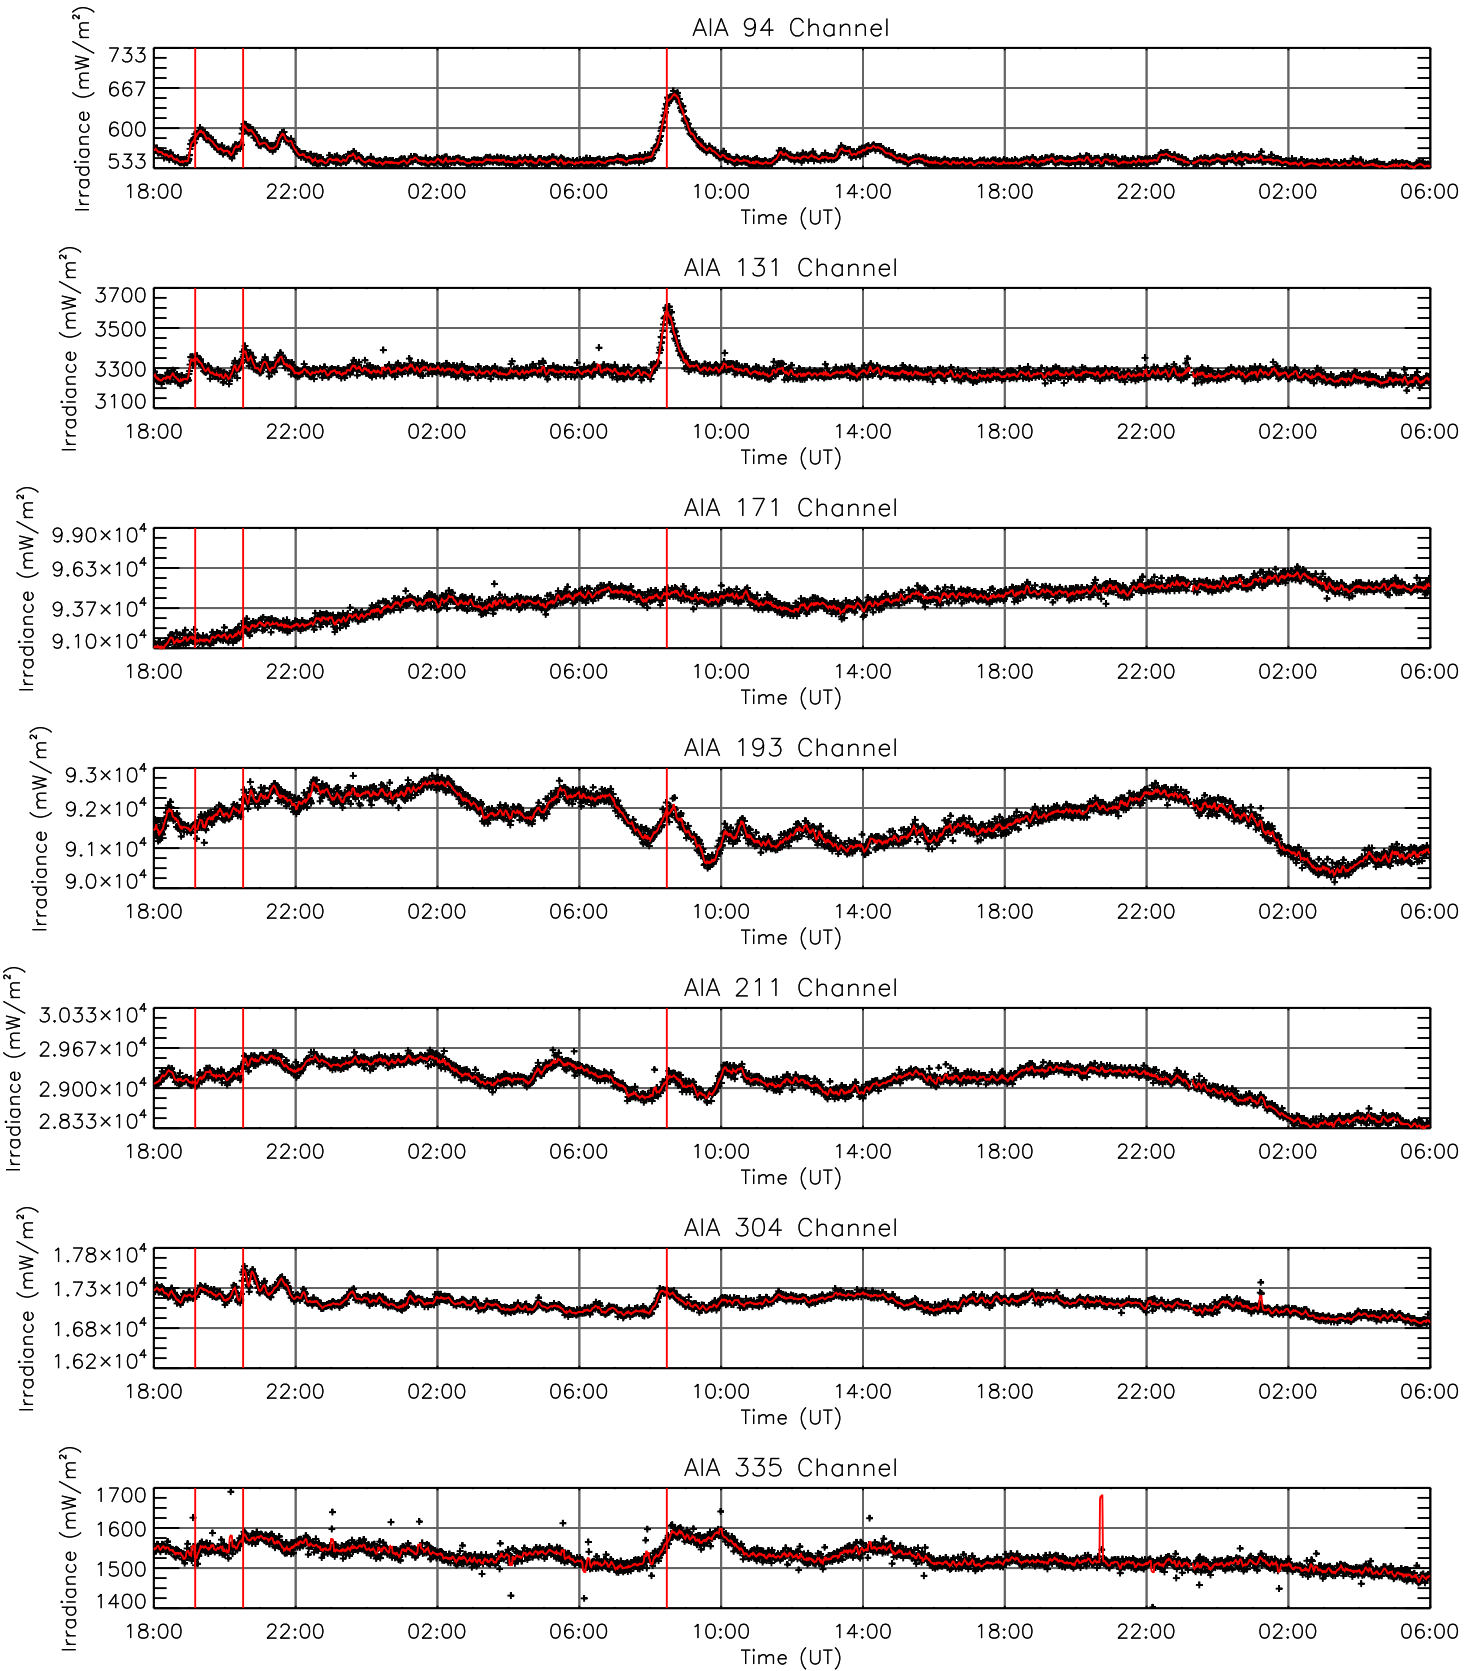 AIA 94 Channel
Irradiance (mW/m²)
733
667
600
533
18:00 22:00 02:00 06:00 10:00 14:00 18:00 22:00 02:00 06:00
Time (UT)
AIA 131 Channel
Irradiance (mW/m²)
3700
3500
3300
3100
18:00 22:00 02:00 06:00 10:00 14:00 18:00 22:00 02:00 06:00
Time (UT)
AIA 171 Channel
Irradiance (mW/m²)
9.90×10⁴
9.63×10⁴
9.37×10⁴
9.10×10⁴
18:00 22:00 02:00 06:00 10:00 14:00 18:00 22:00 02:00 06:00
Time (UT)
AIA 193 Channel
Irradiance (mW/m²)
9.3×10⁴
9.2×10⁴
9.1×10⁴
9.0×10⁴
18:00 22:00 02:00 06:00 10:00 14:00 18:00 22:00 02:00 06:00
Time (UT)
AIA 211 Channel
Irradiance (mW/m²)
3.033×10⁴
2.967×10⁴
2.900×10⁴
2.833×10⁴
18:00 22:00 02:00 06:00 10:00 14:00 18:00 22:00 02:00 06:00
Time (UT)
AIA 304 Channel
Irradiance (mW/m²)
1.78×10⁴
1.73×10⁴
1.68×10⁴
1.62×10⁴
18:00 22:00 02:00 06:00 10:00 14:00 18:00 22:00 02:00 06:00
Time (UT)
AIA 335 Channel
Irradiance (mW/m²)
1700
1600
1500
1400
18:00 22:00 02:00 06:00 10:00 14:00 18:00 22:00 02:00 06:00
Time (UT)